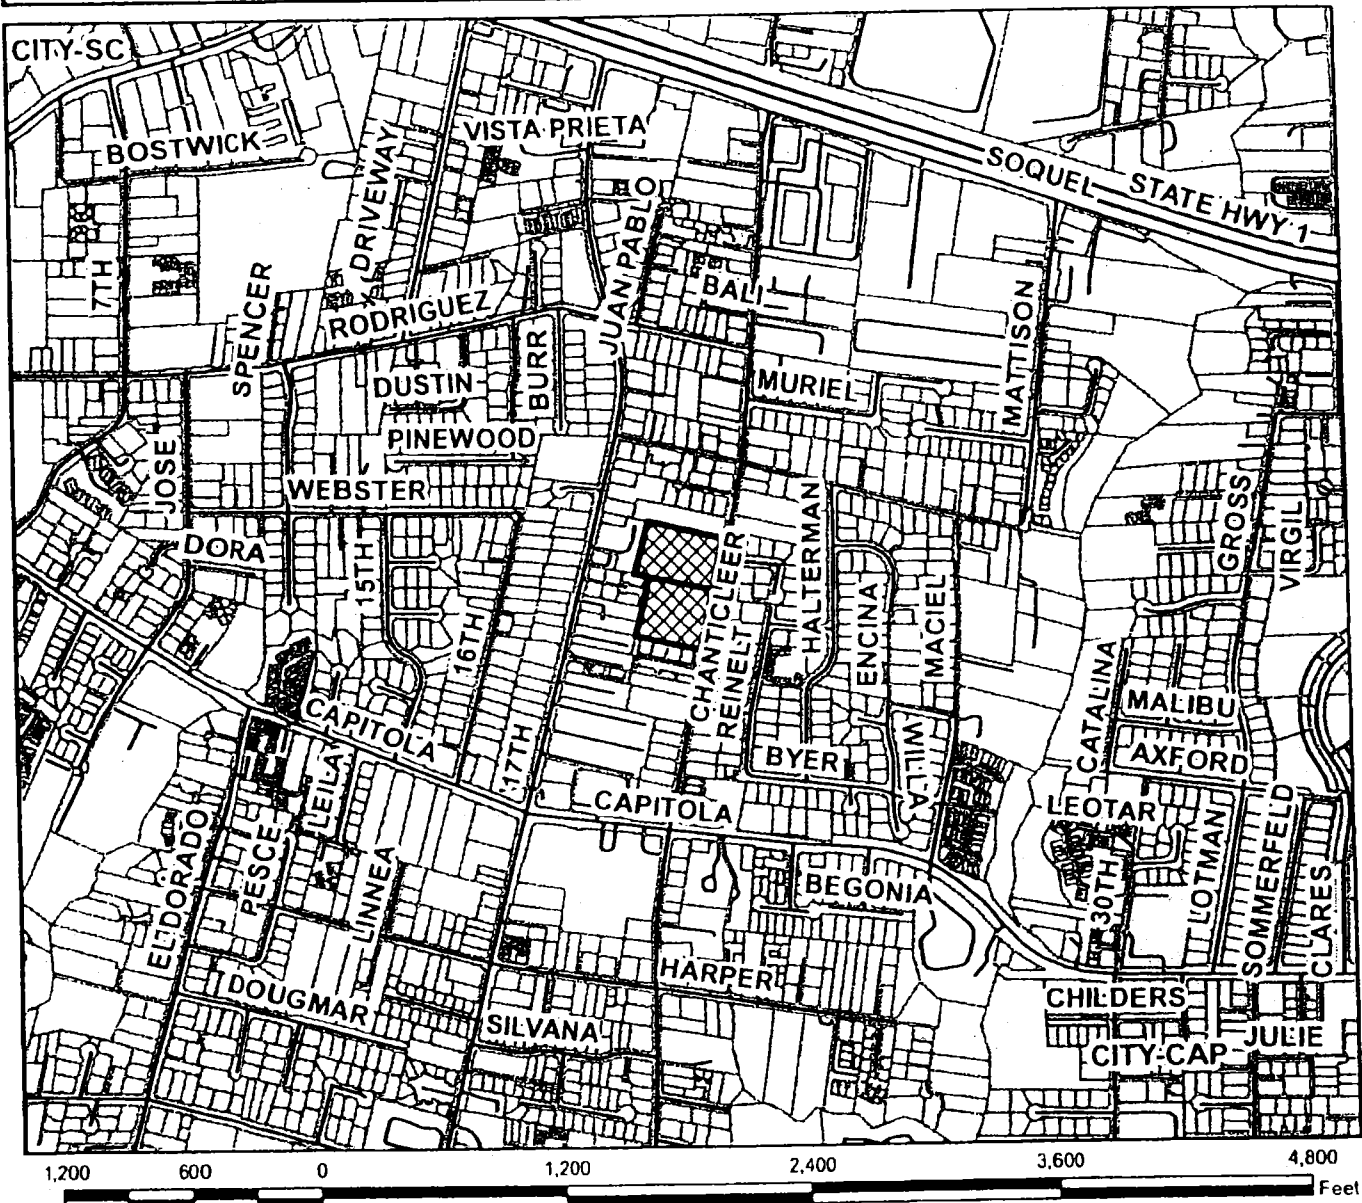 CITY-SC
BOSTWICK
VISTA PRIETA
SOQUEL
STATE HWY 1
DRIVEWAY
7TH
SPENCER
RODRIGUEZ
JUAN PABLO
BALI
MATTISON
DUSTIN
BURR
MURIEL
PINEWOOD
JOSE
WEBSTER
DORA
15TH
16TH
17TH
CHANTICLEER
REINELT
HALTERMAN
ENCINA
MACIEL
GROSS
VIRGIL
CATALINA
MALIBU
AXFORD
CAPITOLA
BYER
WILLA
CAPITOLA
LEOTAR
LEILA
EL DORADO
PESCE
LINNEA
BEGONIA
30TH
LOTMAN
SOMMERFELD
CLARES
HARPER
DOUGMAR
SILVANA
CHILDERS
JULIE
CITY-CAP
1,200 600 0 1,200 2,400 3,600 4,800
Feet